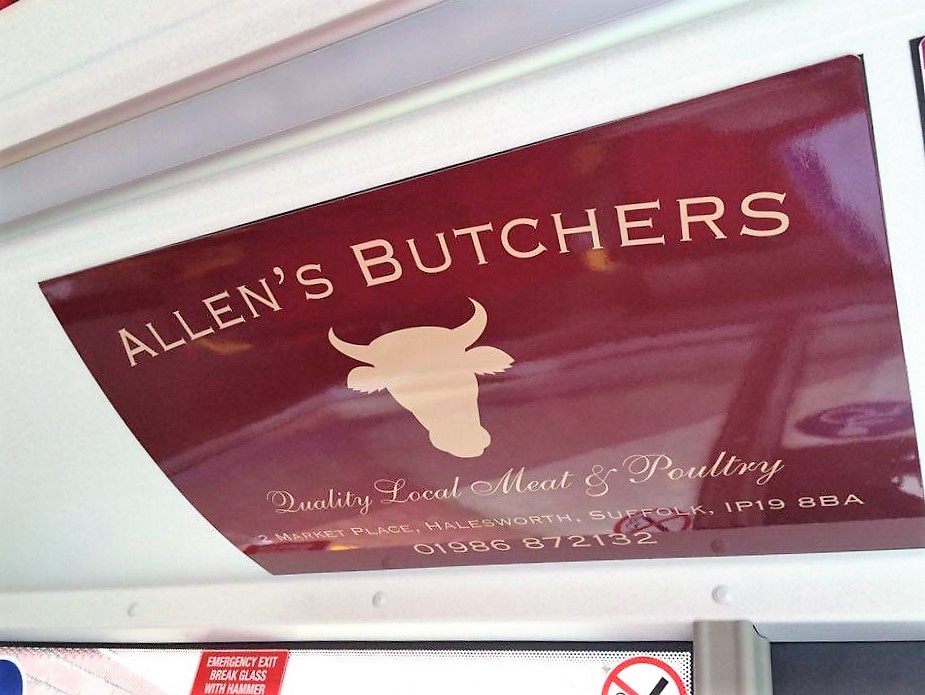 ALLEN'S BUTCHERS
Quality Local Meat & Poultry
2 MARKET PLACE, HALESWORTH, SUFFOLK, IP19 8BA
01986 872132
EMERGENCY EXIT
BREAK GLASS
WITH HAMMER